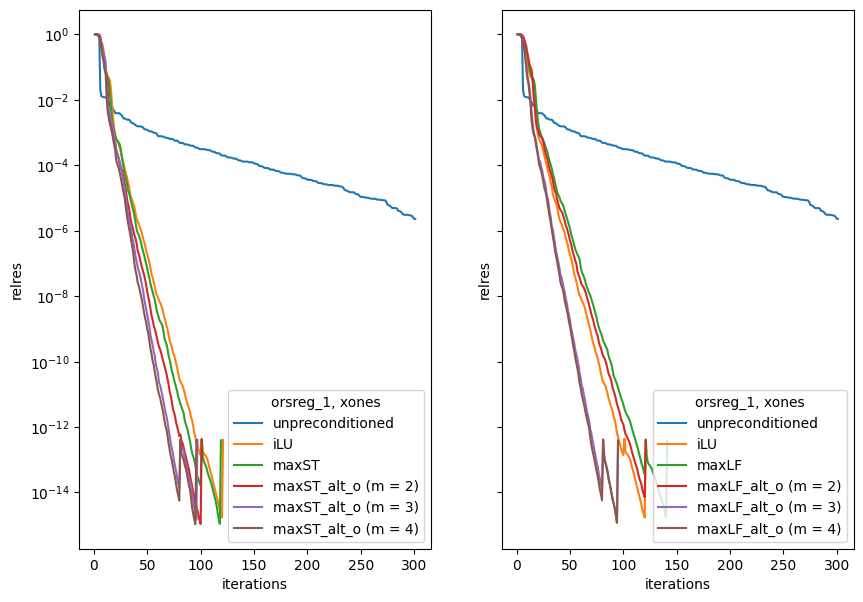 10^0
10^-2
10^-4
10^-6
10^-8
10^-10
10^-12
10^-14
relres
0 50 100 150 200 250 300
iterations
orsreg_1, xones
unpreconditioned
iLU
maxST
maxST_alt_o (m = 2)
maxST_alt_o (m = 3)
maxST_alt_o (m = 4)
relres
0 50 100 150 200 250 300
iterations
orsreg_1, xones
unpreconditioned
iLU
maxLF
maxLF_alt_o (m = 2)
maxLF_alt_o (m = 3)
maxLF_alt_o (m = 4)